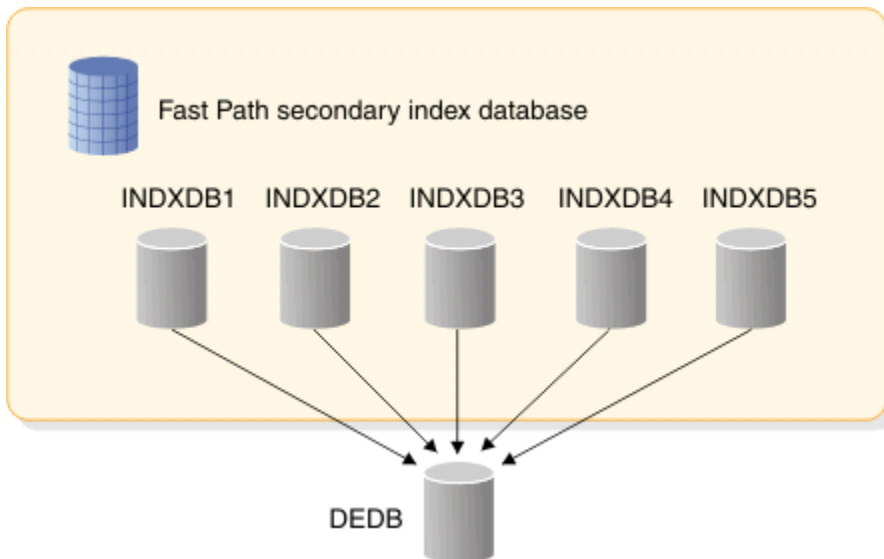 Fast Path secondary index database
INDXDB1 INDXDB2 INDXDB3 INDXDB4 INDXDB5
DEDB